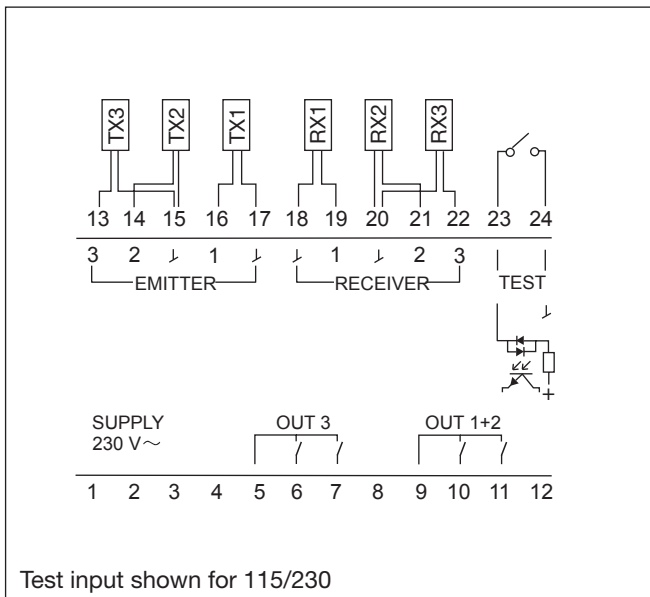 TX3 TX2 TX1 RX1 RX2 RX3
13 14 15 16 17 18 19 20 21 22 23 24
3 2 1 1 2 3
EMITTER RECEIVER TEST
+
SUPPLY OUT 3 OUT 1+2
230 V~
1 2 3 4 5 6 7 8 9 10 11 12
Test input shown for 115/230